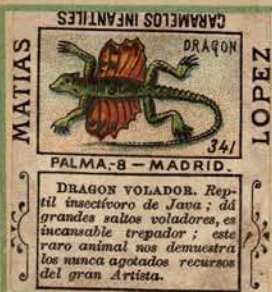 CARAMELOS INFANTILES
MATIAS
LOPEZ
DRAGON
341
PALMA,-8 — MADRID.
DRAGON VOLADOR. Rep-
til insectívoro de Java; dá
grandes saltos voladores, es
incansable trepador; este
raro animal nos demuestra
los nunca agotados recursos
del gran Artista.